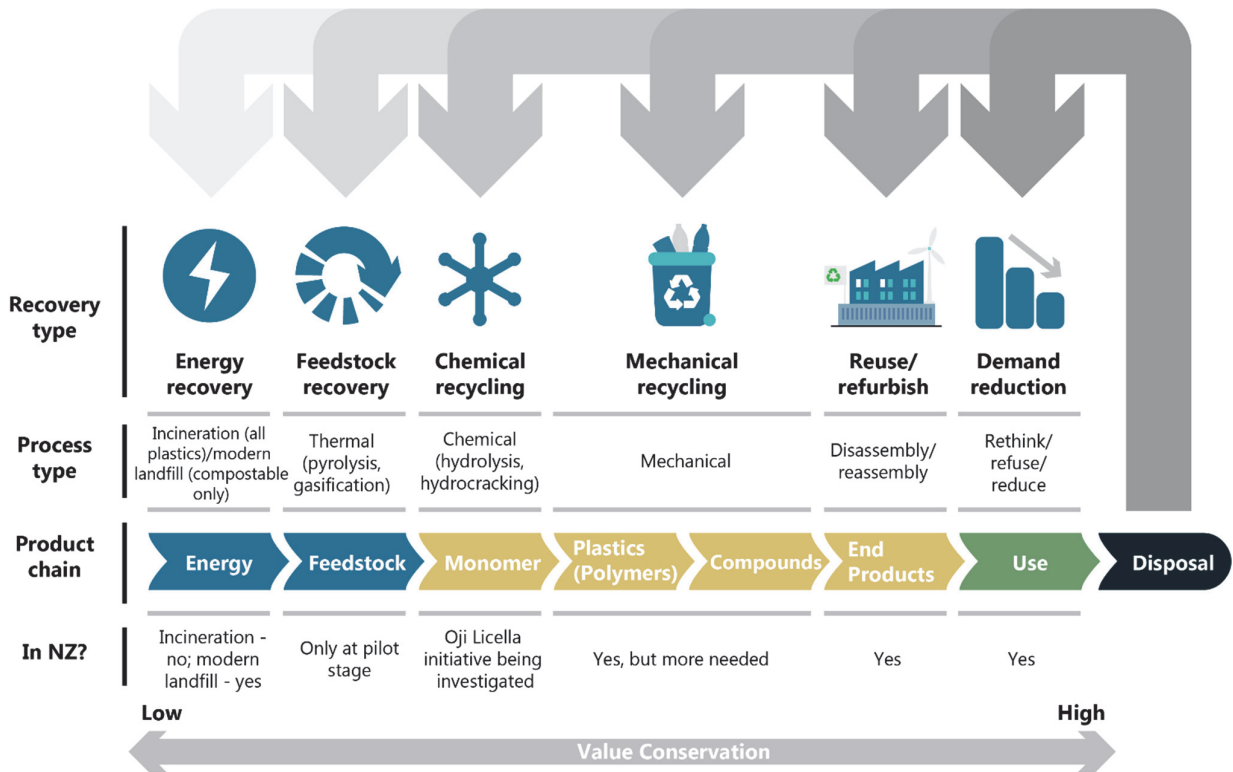 Recovery
type
Energy
recovery
Feedstock
recovery
Chemical
recycling
Mechanical
recycling
Reuse/
refurbish
Demand
reduction
Process
type
Incineration (all
plastics)/modern
landfill (compostable
only)
Thermal
(pyrolysis,
gasification)
Chemical
(hydrolysis,
hydrocracking)
Mechanical
Disassembly/
reassembly
Rethink/
refuse/
reduce
Product
chain
Energy
Feedstock
Monomer
Plastics
(Polymers)
Compounds
End
Products
Use
Disposal
In NZ?
Incineration -
no; modern
landfill - yes
Only at pilot
stage
Oji Licella
initiative being
investigated
Yes, but more needed
Yes
Yes
Low
High
Value Conservation